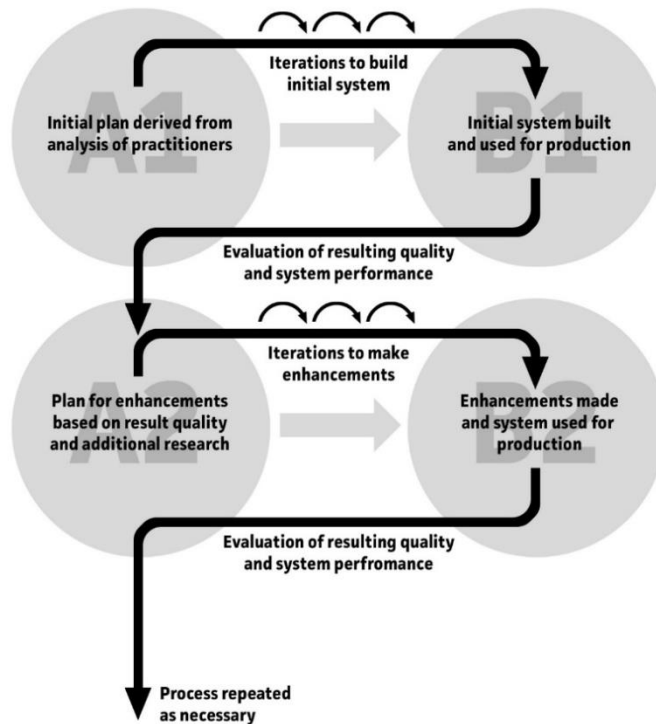 Iterations to build
initial system
A1
Initial plan derived from
analysis of practitioners
B1
Initial system built
and used for production
Evaluation of resulting quality
and system performance
Iterations to make
enhancements
A2
Plan for enhancements
based on result quality
and additional research
B2
Enhancements made
and system used for
production
Evaluation of resulting quality
and system perfromance
Process repeated
as necessary